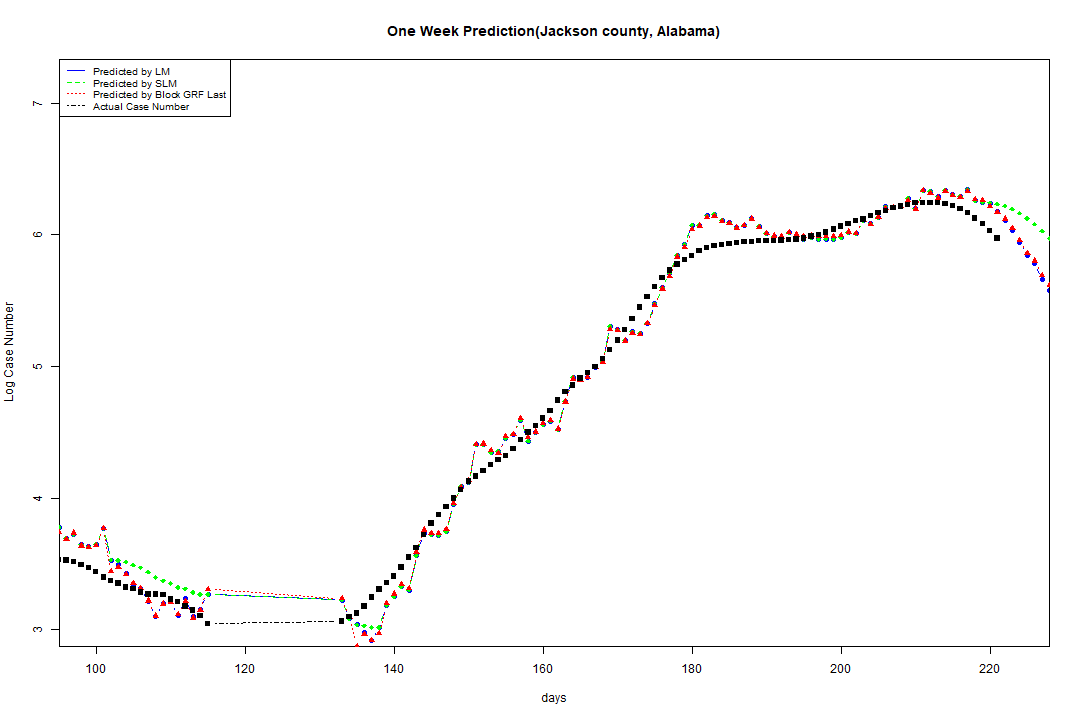 One Week Prediction(Jackson county, Alabama)
Predicted by LM
Predicted by SLM
Predicted by Block GRF Last
Actual Case Number
7
6
5
4
3
Log Case Number
100 120 140 160 180 200 220
days